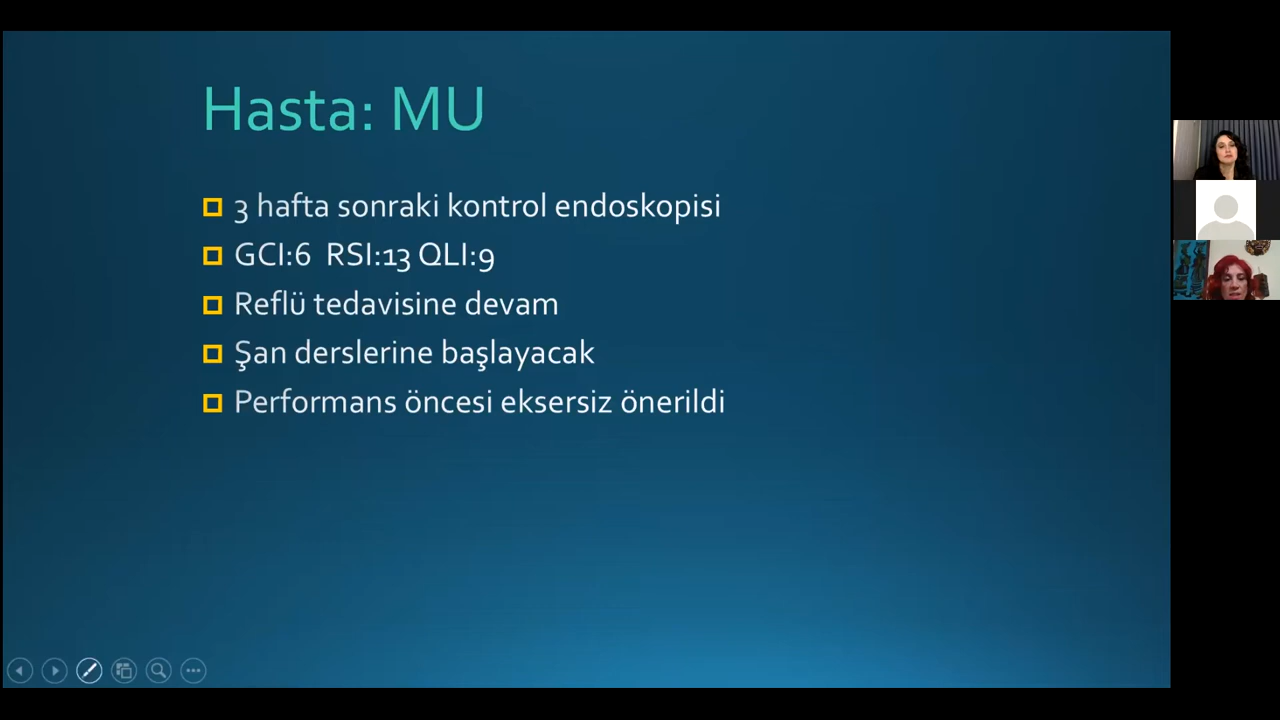 Hasta: MU
3 hafta sonraki kontrol endoskopisi
GCI:6 RSI:13 QLI:9
Reflü tedavisine devam
Şan derslerine başlayacak
Performans öncesi eksersiz önerildi